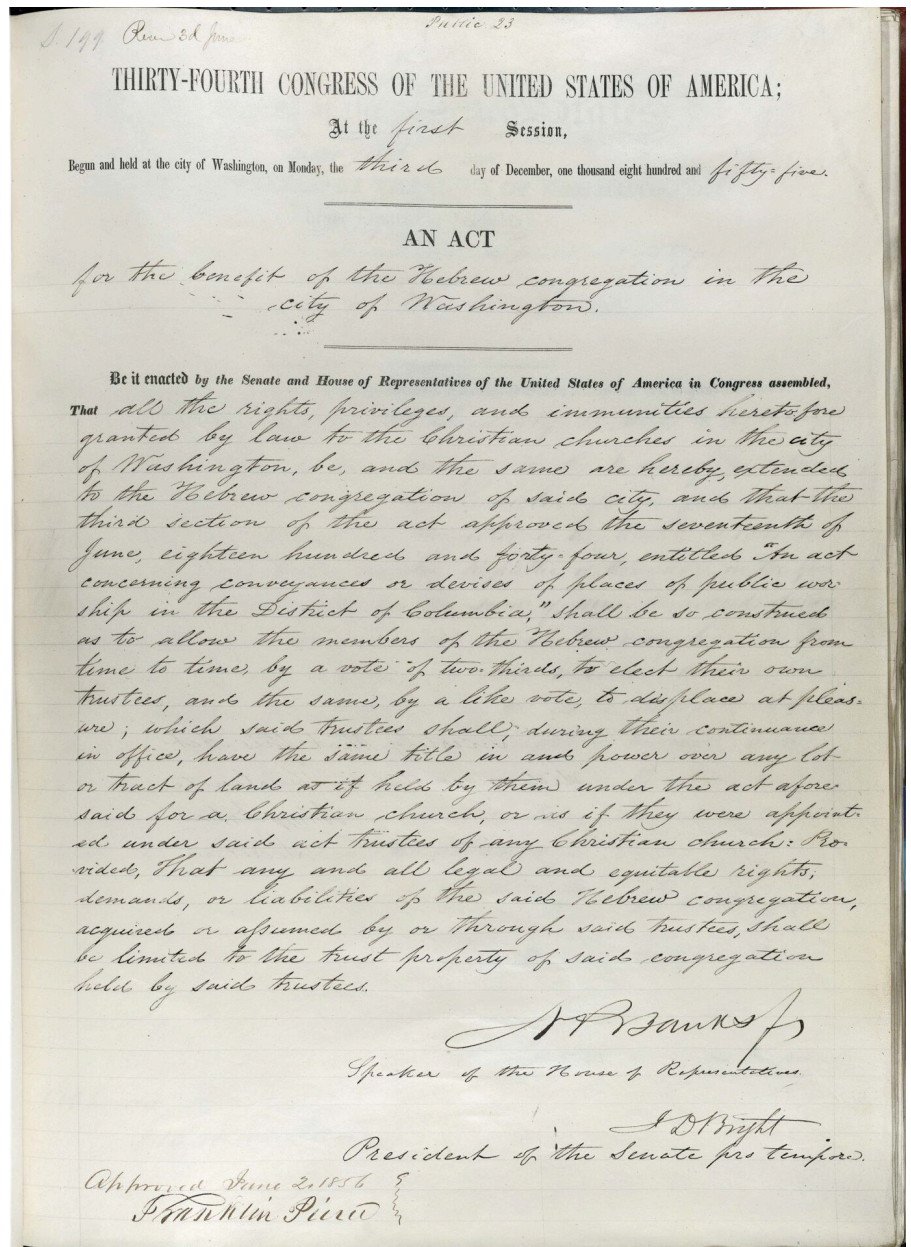 Public 23
S. 199. Recd 3d June
THIRTY-FOURTH CONGRESS OF THE UNITED STATES OF AMERICA;
At the first Session,
Begun and held at the city of Washington, on Monday, the third day of December, one thousand eight hundred and fifty-five.
AN ACT
for the benefit of the Hebrew congregation in the
city of Washington.
Be it enacted by the Senate and House of Representatives of the United States of America in Congress assembled,
That all the rights, privileges, and immunities heretofore
granted by law to the Christian churches in the city
of Washington, be, and the same are hereby, extended
to the Hebrew congregation of said city, and that the
third section of the act approved the seventeenth of
June, eighteen hundred and forty-four, entitled "An act
concerning conveyances or devises of places of public wor-
ship in the District of Columbia," shall be so construed
as to allow the members of the Hebrew congregation from
time to time, by a vote of two-thirds, to elect their own
trustees, and the same, by a like vote, to displace at pleas-
ure; which said trustees shall, during their continuance
in office, have the same title in and power over any lot
or tract of land as if held by them under the act afore-
said for a Christian church, or as if they were appoint-
ed under said act trustees of any Christian church: Pro-
vided, That any and all legal and equitable rights,
demands, or liabilities of the said Hebrew congregation,
acquired or assumed by or through said trustees, shall
be limited to the trust property of said congregation
held by said trustees.
N P Banks Jr
Speaker of the House of Representatives.
J D Bright
President of the Senate pro tempore.
Approved June 2, 1856
Franklin Pierce